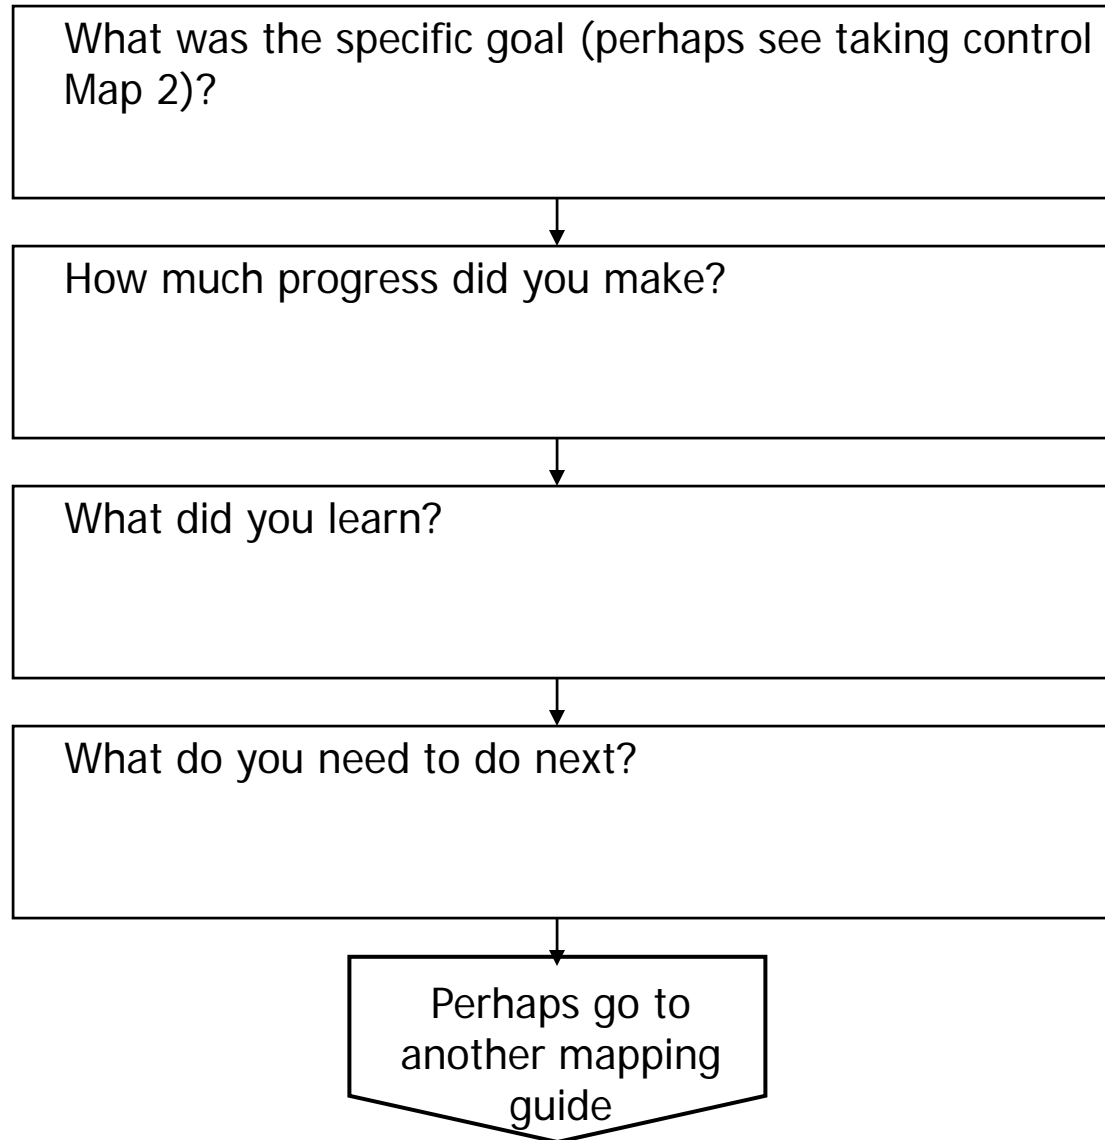 What was the specific goal (perhaps see taking control
Map 2)?
How much progress did you make?
What did you learn?
What do you need to do next?
Perhaps go to
another mapping
guide